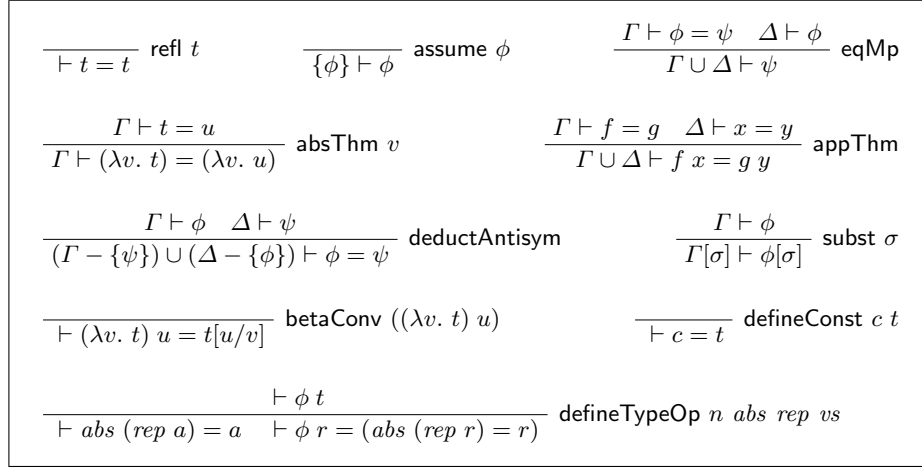 ⊢ t = t refl t {φ} ⊢ φ assume φ Γ ⊢ φ = ψ Δ ⊢ φ
Γ ∪ Δ ⊢ ψ eqMp
Γ ⊢ t = u
Γ ⊢ (λv. t) = (λv. u) absThm v Γ ⊢ f = g Δ ⊢ x = y
Γ ∪ Δ ⊢ f x = g y appThm
Γ ⊢ φ Δ ⊢ ψ
(Γ − {ψ}) ∪ (Δ − {φ}) ⊢ φ = ψ deductAntisym Γ ⊢ φ
Γ[σ] ⊢ φ[σ] subst σ
⊢ (λv. t) u = t[u/v] betaConv ((λv. t) u) ⊢ c = t defineConst c t
⊢ φ t
⊢ abs (rep a) = a ⊢ φ r = (abs (rep r) = r) defineTypeOp n abs rep vs